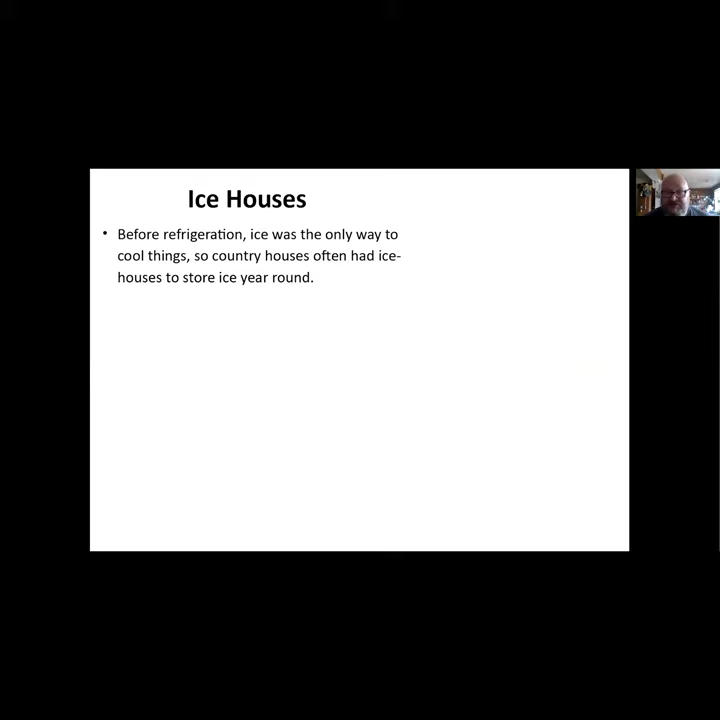 Ice Houses
• Before refrigeration, ice was the only way to
cool things, so country houses often had ice-
houses to store ice year round.